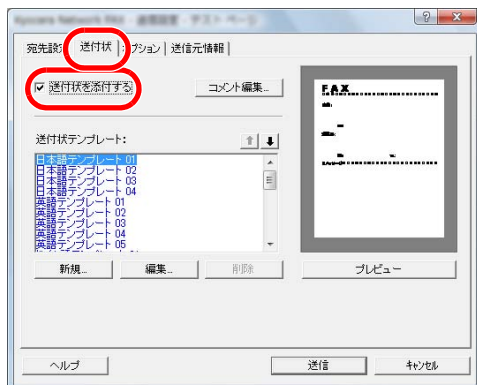 Kyocera Network FAX - 送信設定 - テスト ページ
宛先設定 送付状 オプション 送信元情報
送付状を添付する コメント編集...
FAX
送付状テンプレート:
日本語テンプレート 01
日本語テンプレート 02
日本語テンプレート 03
日本語テンプレート 04
英語テンプレート 01
英語テンプレート 02
英語テンプレート 03
英語テンプレート 04
英語テンプレート 05
新規... 編集... 削除 プレビュー
ヘルプ 送信 キャンセル